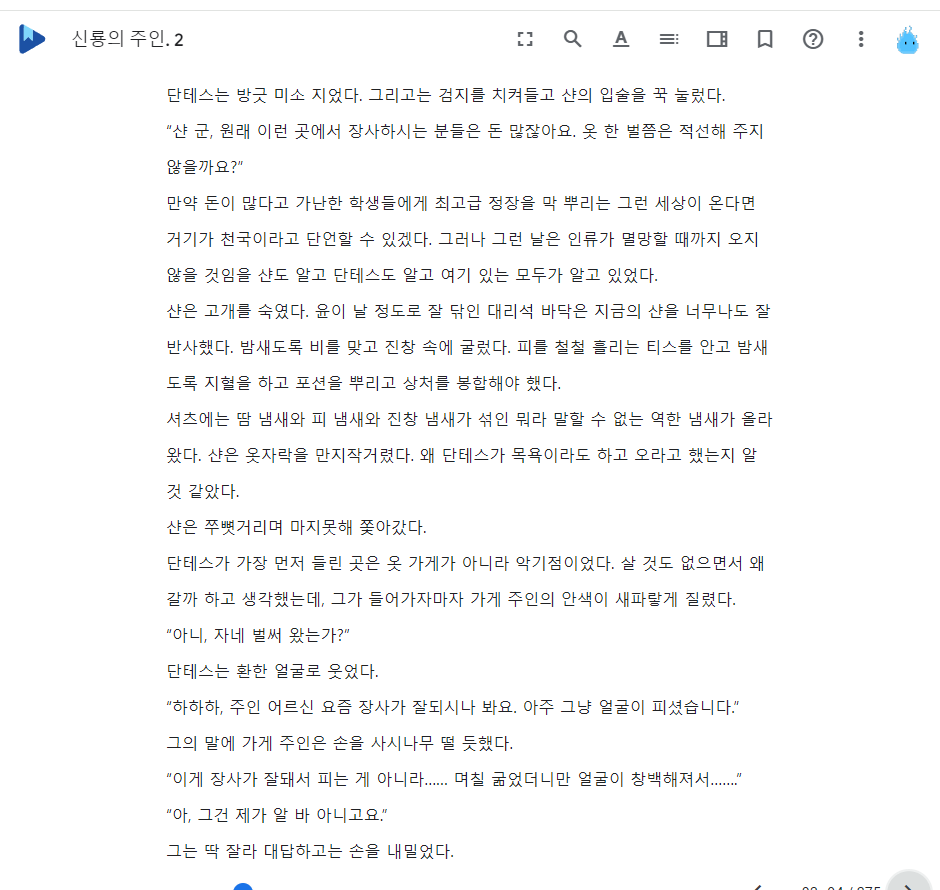 신룡의 주인. 2
단테스는 방긋 미소 지었다. 그리고는 검지를 치켜들고 샨의 입술을 꾹 눌렀다.
“샨 군, 원래 이런 곳에서 장사하시는 분들은 돈 많잖아요. 옷 한 벌쯤은 적선해 주지
않을까요?”
만약 돈이 많다고 가난한 학생들에게 최고급 정장을 막 뿌리는 그런 세상이 온다면
거기가 천국이라고 단언할 수 있겠다. 그러나 그런 날은 인류가 멸망할 때까지 오지
않을 것임을 샨도 알고 단테스도 알고 여기 있는 모두가 알고 있었다.
샨은 고개를 숙였다. 윤이 날 정도로 잘 닦인 대리석 바닥은 지금의 샨을 너무나도 잘
반사했다. 밤새도록 비를 맞고 진창 속에 굴렀다. 피를 철철 흘리는 티스를 안고 밤새
도록 지혈을 하고 포션을 뿌리고 상처를 봉합해야 했다.
셔츠에는 땀 냄새와 피 냄새와 진창 냄새가 섞인 뭐라 말할 수 없는 역한 냄새가 올라
왔다. 샨은 옷자락을 만지작거렸다. 왜 단테스가 목욕이라도 하고 오라고 했는지 알
것 같았다.
샨은 쭈뼛거리며 마지못해 쫓아갔다.
단테스가 가장 먼저 들린 곳은 옷 가게가 아니라 악기점이었다. 살 것도 없으면서 왜
갈까 하고 생각했는데, 그가 들어가자마자 가게 주인의 안색이 새파랗게 질렸다.
“아니, 자네 벌써 왔는가?”
단테스는 환한 얼굴로 웃었다.
“하하하, 주인 어르신 요즘 장사가 잘되시나 봐요. 아주 그냥 얼굴이 피셨습니다.”
그의 말에 가게 주인은 손을 사시나무 떨 듯했다.
“이게 장사가 잘돼서 피는 게 아니라…… 며칠 굶었더니만 얼굴이 창백해져서…….”
“아, 그건 제가 알 바 아니고요.”
그는 딱 잘라 대답하고는 손을 내밀었다.